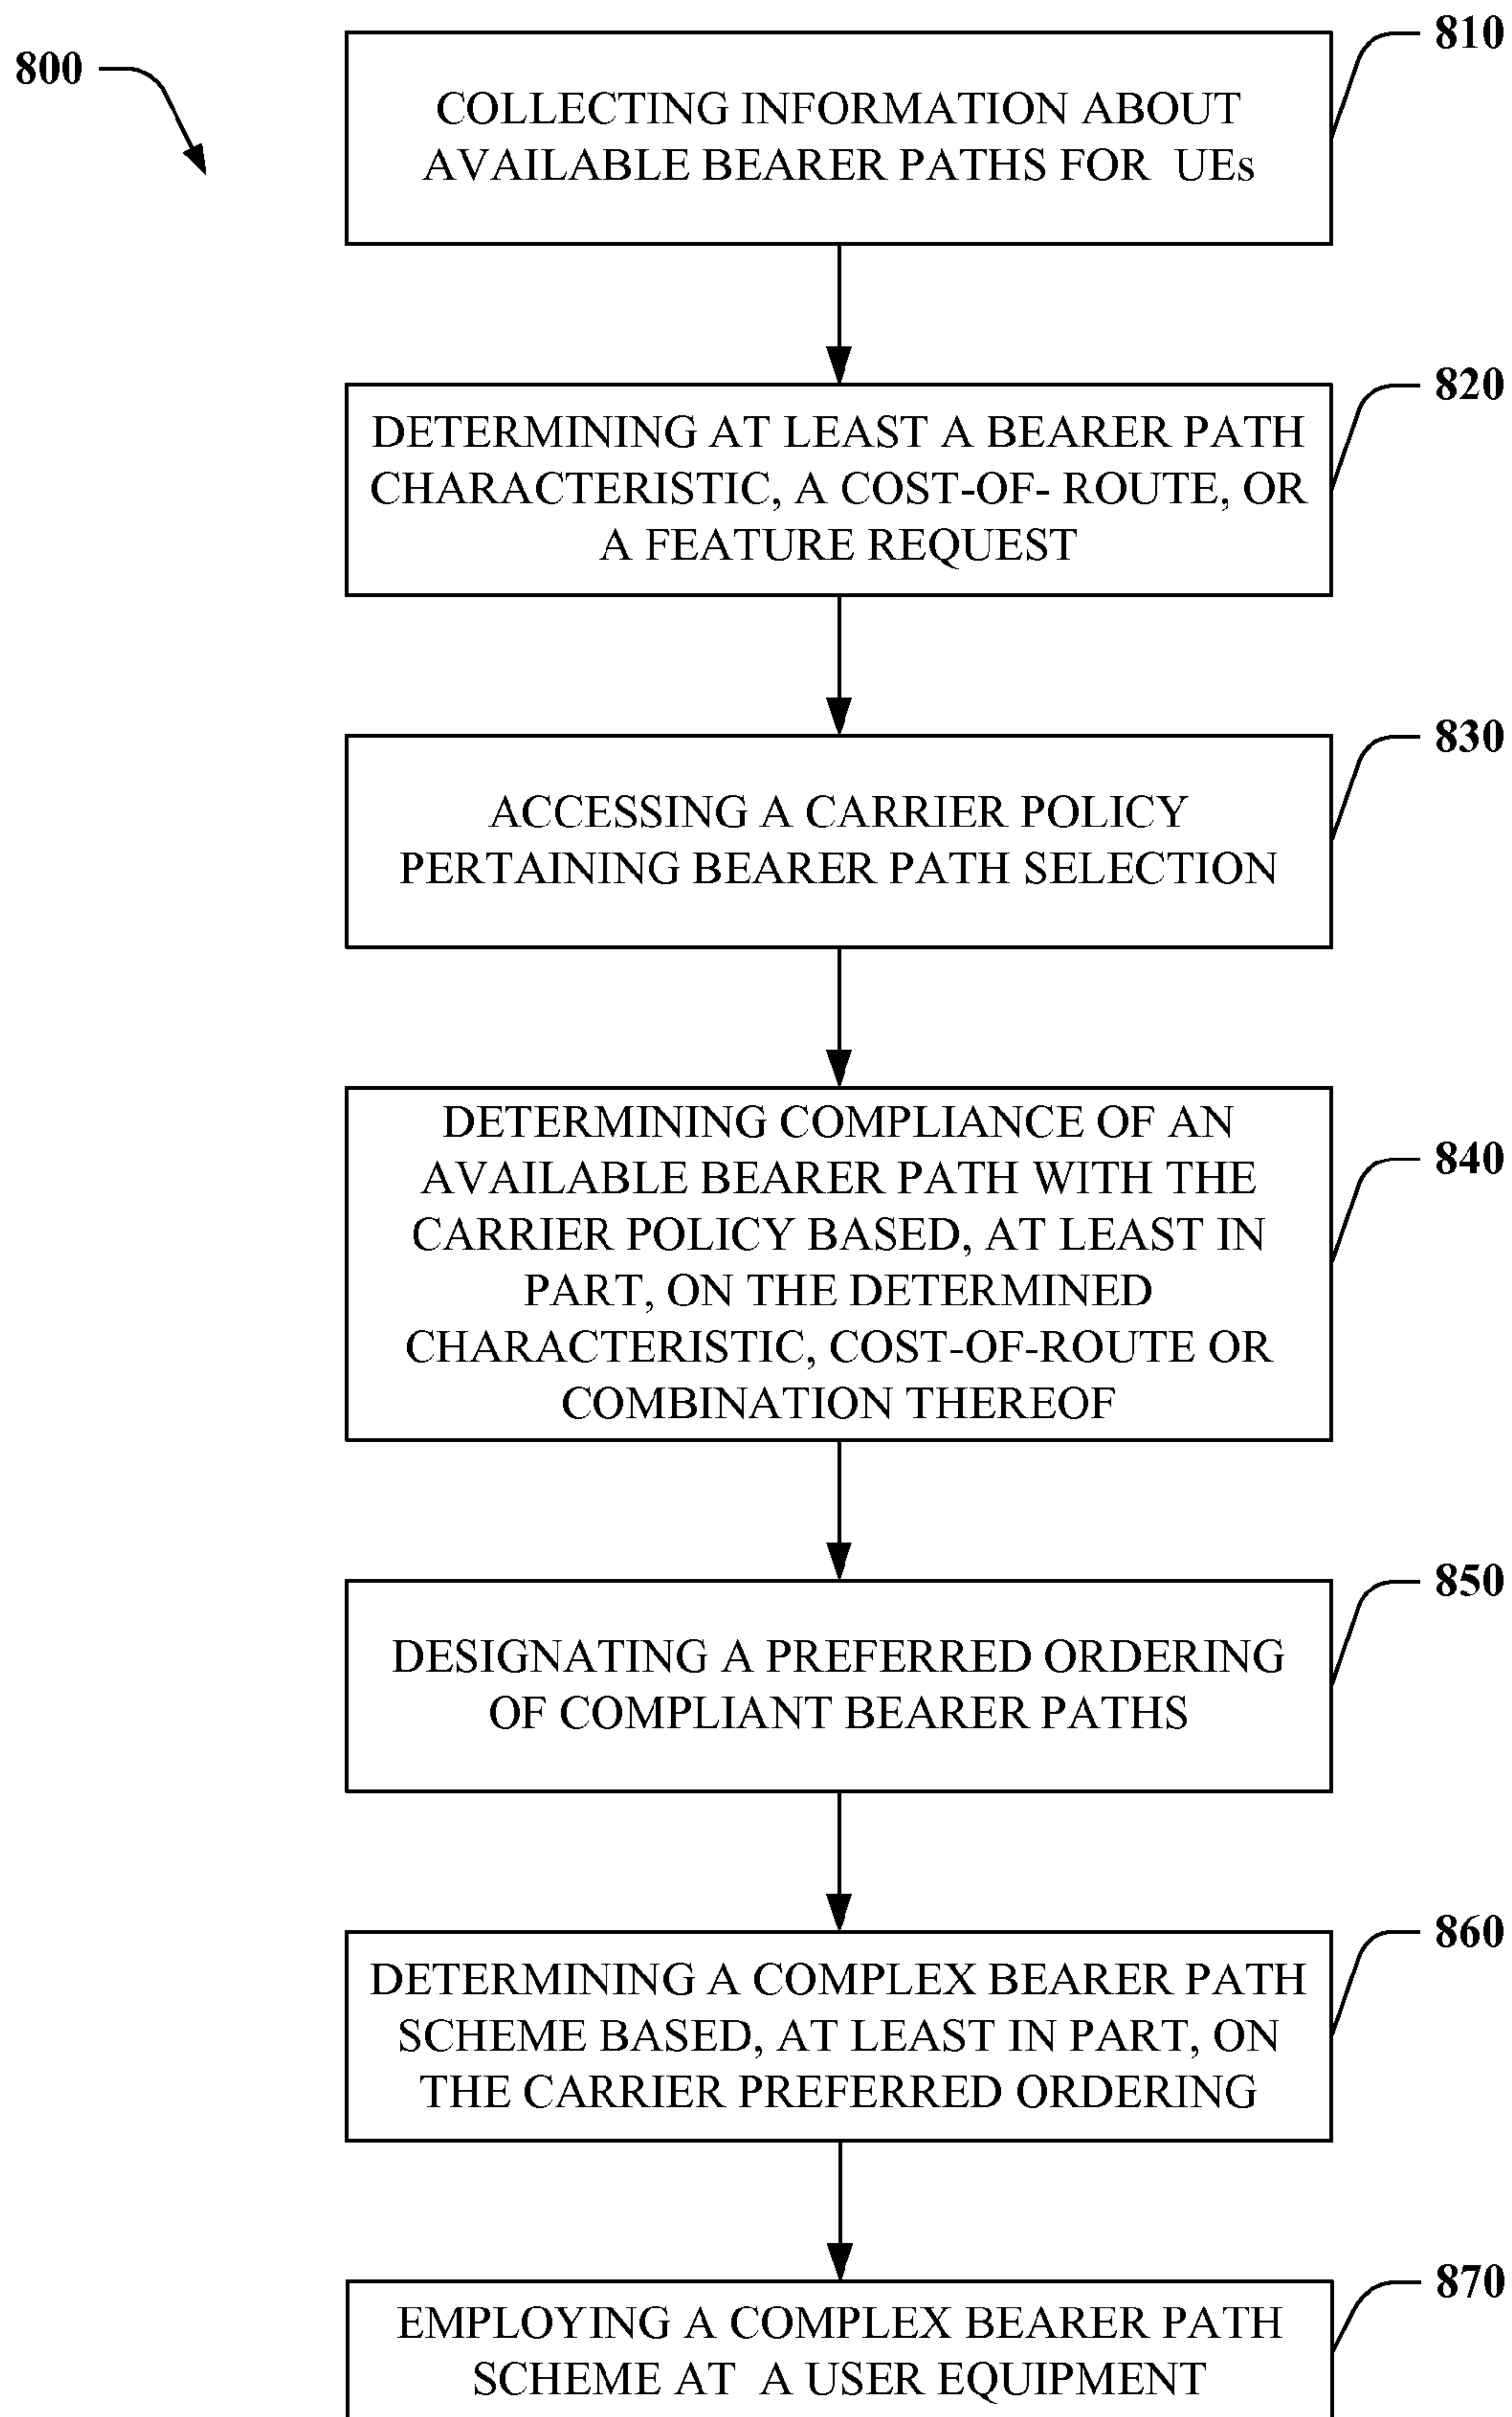 800
810
COLLECTING INFORMATION ABOUT
AVAILABLE BEARER PATHS FOR UEs
820
DETERMINING AT LEAST A BEARER PATH
CHARACTERISTIC, A COST-OF- ROUTE, OR
A FEATURE REQUEST
830
ACCESSING A CARRIER POLICY
PERTAINING BEARER PATH SELECTION
840
DETERMINING COMPLIANCE OF AN
AVAILABLE BEARER PATH WITH THE
CARRIER POLICY BASED, AT LEAST IN
PART, ON THE DETERMINED
CHARACTERISTIC, COST-OF-ROUTE OR
COMBINATION THEREOF
850
DESIGNATING A PREFERRED ORDERING
OF COMPLIANT BEARER PATHS
860
DETERMINING A COMPLEX BEARER PATH
SCHEME BASED, AT LEAST IN PART, ON
THE CARRIER PREFERRED ORDERING
870
EMPLOYING A COMPLEX BEARER PATH
SCHEME AT A USER EQUIPMENT